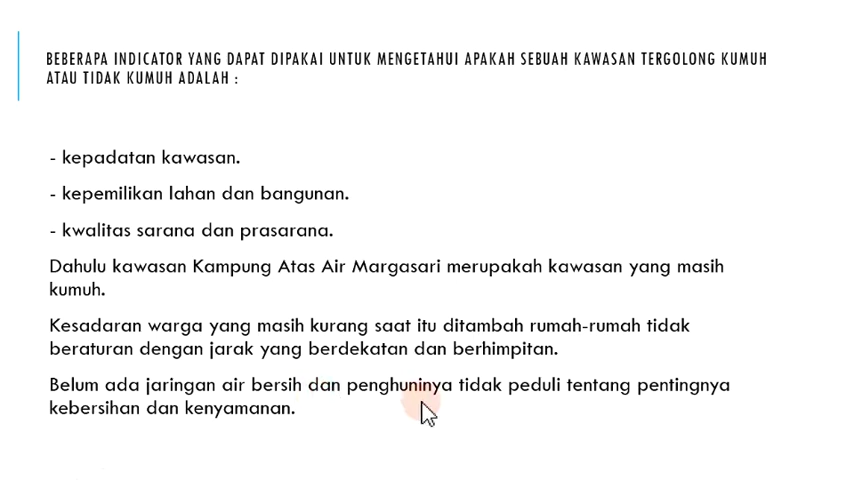 BEBERAPA INDICATOR YANG DAPAT DIPAKAI UNTUK MENGETAHUI APAKAH SEBUAH KAWASAN TERGOLONG KUMUH
ATAU TIDAK KUMUH ADALAH :
- kepadatan kawasan.
- kepemilikan lahan dan bangunan.
- kwalitas sarana dan prasarana.
Dahulu kawasan Kampung Atas Air Margasari merupakah kawasan yang masih
kumuh.
Kesadaran warga yang masih kurang saat itu ditambah rumah-rumah tidak
beraturan dengan jarak yang berdekatan dan berhimpitan.
Belum ada jaringan air bersih dan penghuninya tidak peduli tentang pentingnya
kebersihan dan kenyamanan.